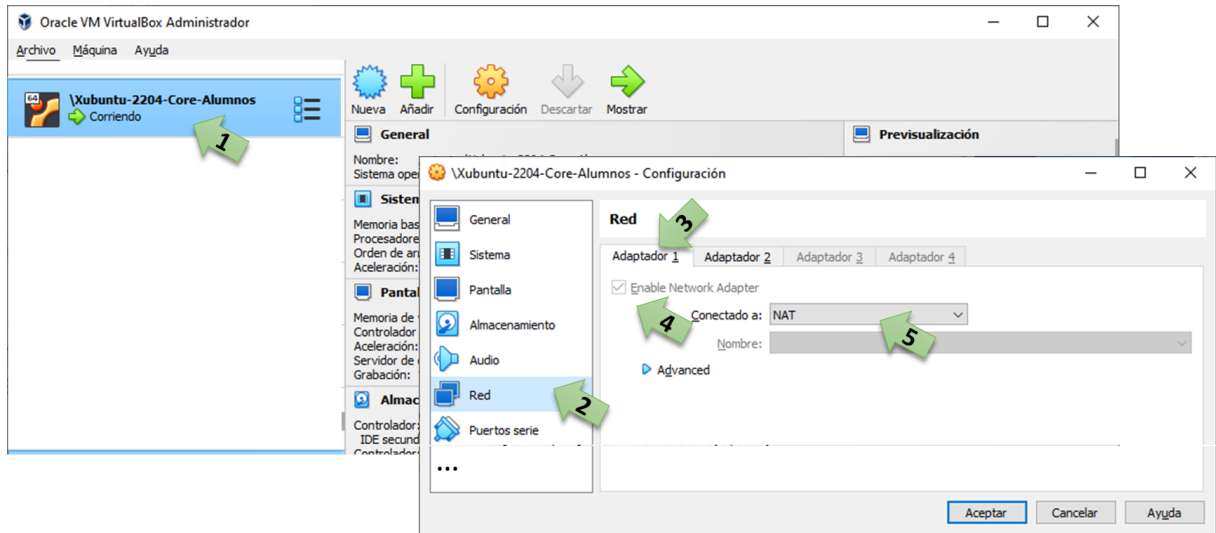 Oracle VM VirtualBox Administrador
Archivo Máquina Ayuda
64
\Xubuntu-2204-Core-Alumnos
Corriendo
1
Nueva Añadir Configuración Descartar Mostrar
General
Previsualización
Nombre:
Sistema ope
Sistem
Memoria bas
Procesadore
Orden de arr
Aceleración:
Pantal
Memoria de
Controlador
Aceleración:
Servidor de
Grabación:
Almac
Controlador:
IDE secund
Controlador
\Xubuntu-2204-Core-Alumnos - Configuración
General
Sistema
Pantalla
Almacenamiento
Audio
Red
2
Puertos serie
...
Red
3
Adaptador 1 Adaptador 2 Adaptador 3 Adaptador 4
Enable Network Adapter
4
Conectado a: NAT
5
Nombre:
Advanced
Aceptar Cancelar Ayuda